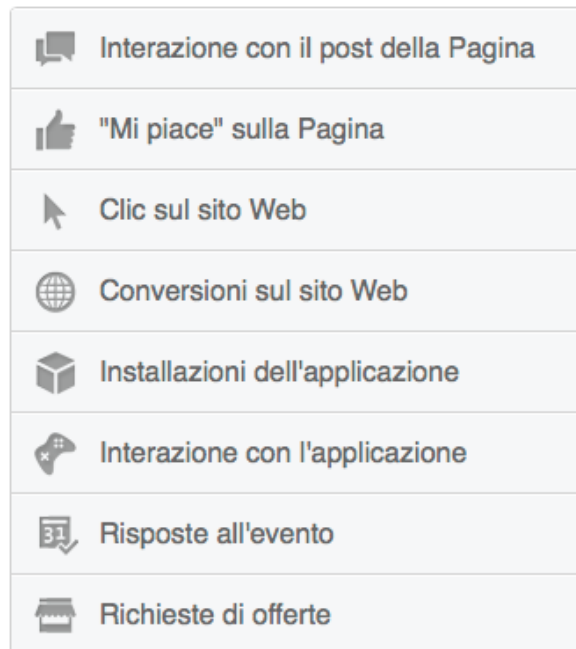 Interazione con il post della Pagina
"Mi piace" sulla Pagina
Clic sul sito Web
Conversioni sul sito Web
Installazioni dell'applicazione
Interazione con l'applicazione
31
Risposte all'evento
Richieste di offerte